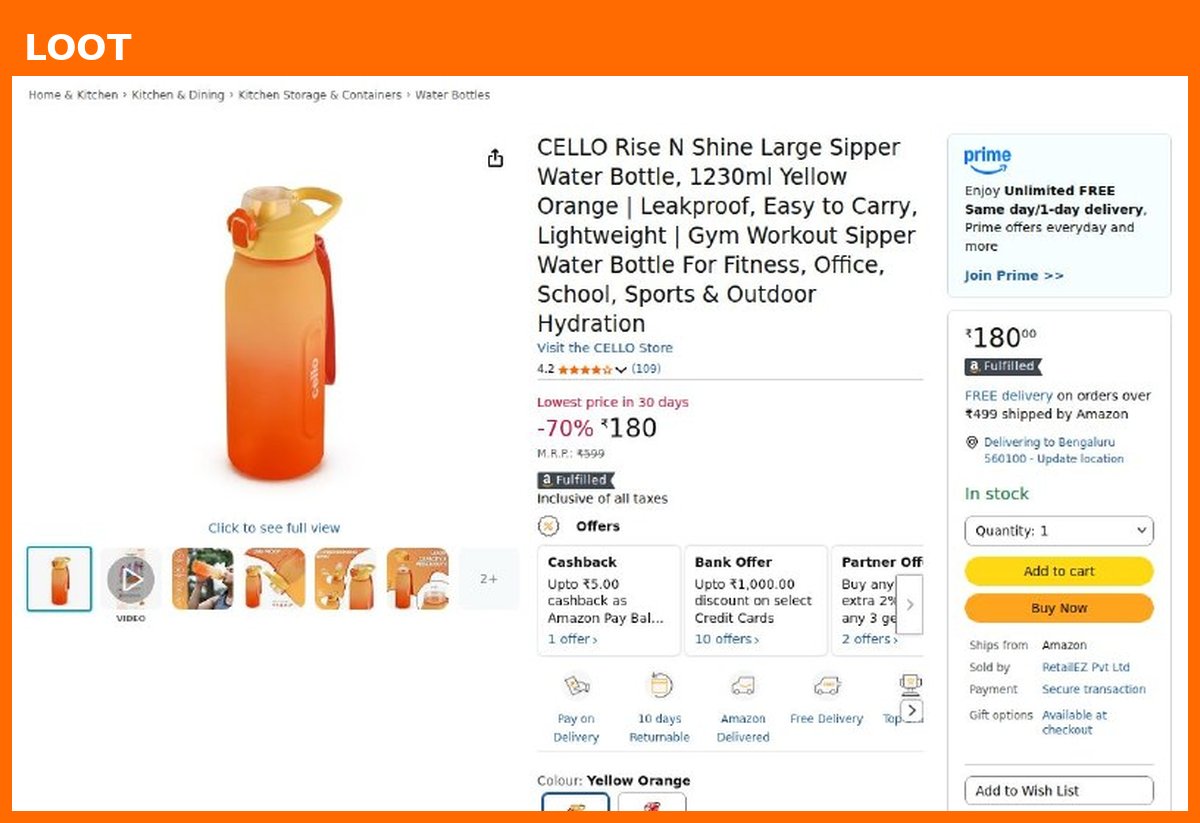 LOOT
Home & Kitchen › Kitchen & Dining › Kitchen Storage & Containers › Water Bottles
cello
Click to see full view
2+
VIDEO
CELLO Rise N Shine Large Sipper
Water Bottle, 1230ml Yellow
Orange | Leakproof, Easy to Carry,
Lightweight | Gym Workout Sipper
Water Bottle For Fitness, Office,
School, Sports & Outdoor
Hydration
Visit the CELLO Store
4.2 (109)
Lowest price in 30 days
-70% ₹180
M.R.P.: ₹599
a Fulfilled
Inclusive of all taxes
Offers
Cashback
Upto ₹5.00
cashback as
Amazon Pay Bal...
1 offer ›
Bank Offer
Upto ₹1,000.00
discount on select
Credit Cards
10 offers ›
Partner Off
Buy any
extra 2%
any 3 ge
2 offers ›
Pay on
Delivery
10 days
Returnable
Amazon
Delivered
Free Delivery
Top
Colour: Yellow Orange
prime
Enjoy Unlimited FREE
Same day/1-day delivery,
Prime offers everyday and
more
Join Prime >>
₹18000
a Fulfilled
FREE delivery on orders over
₹499 shipped by Amazon
Delivering to Bengaluru
560100 - Update location
In stock
Quantity: 1
Add to cart
Buy Now
Ships from Amazon
Sold by RetailEZ Pvt Ltd
Payment Secure transaction
Gift options Available at
checkout
Add to Wish List